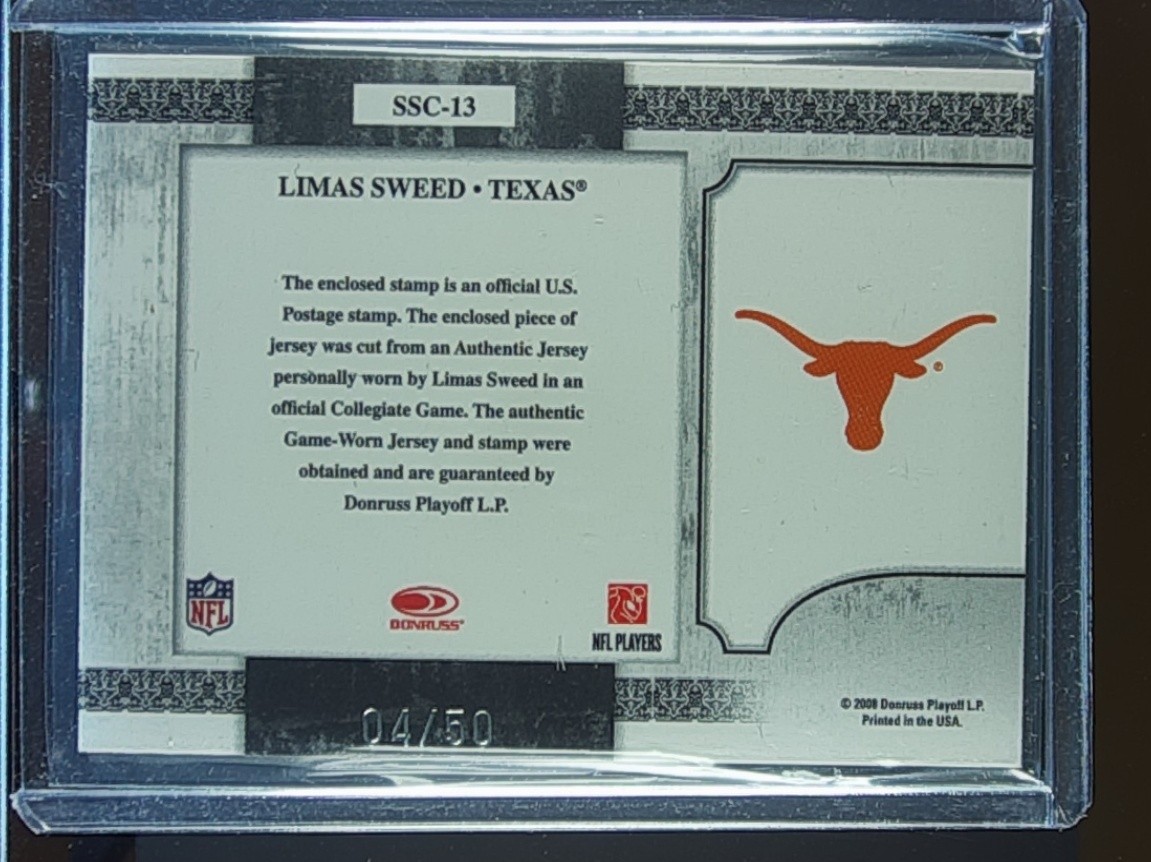 SSC-13
LIMAS SWEED • TEXAS®
The enclosed stamp is an official U.S.
Postage stamp. The enclosed piece of
jersey was cut from an Authentic Jersey
personally worn by Limas Sweed in an
official Collegiate Game. The authentic
Game-Worn Jersey and stamp were
obtained and are guaranteed by
Donruss Playoff L.P.
®
NFL
DONRUSS®
NFL PLAYERS
04/50
© 2008 Donruss Playoff L.P.
Printed in the USA.